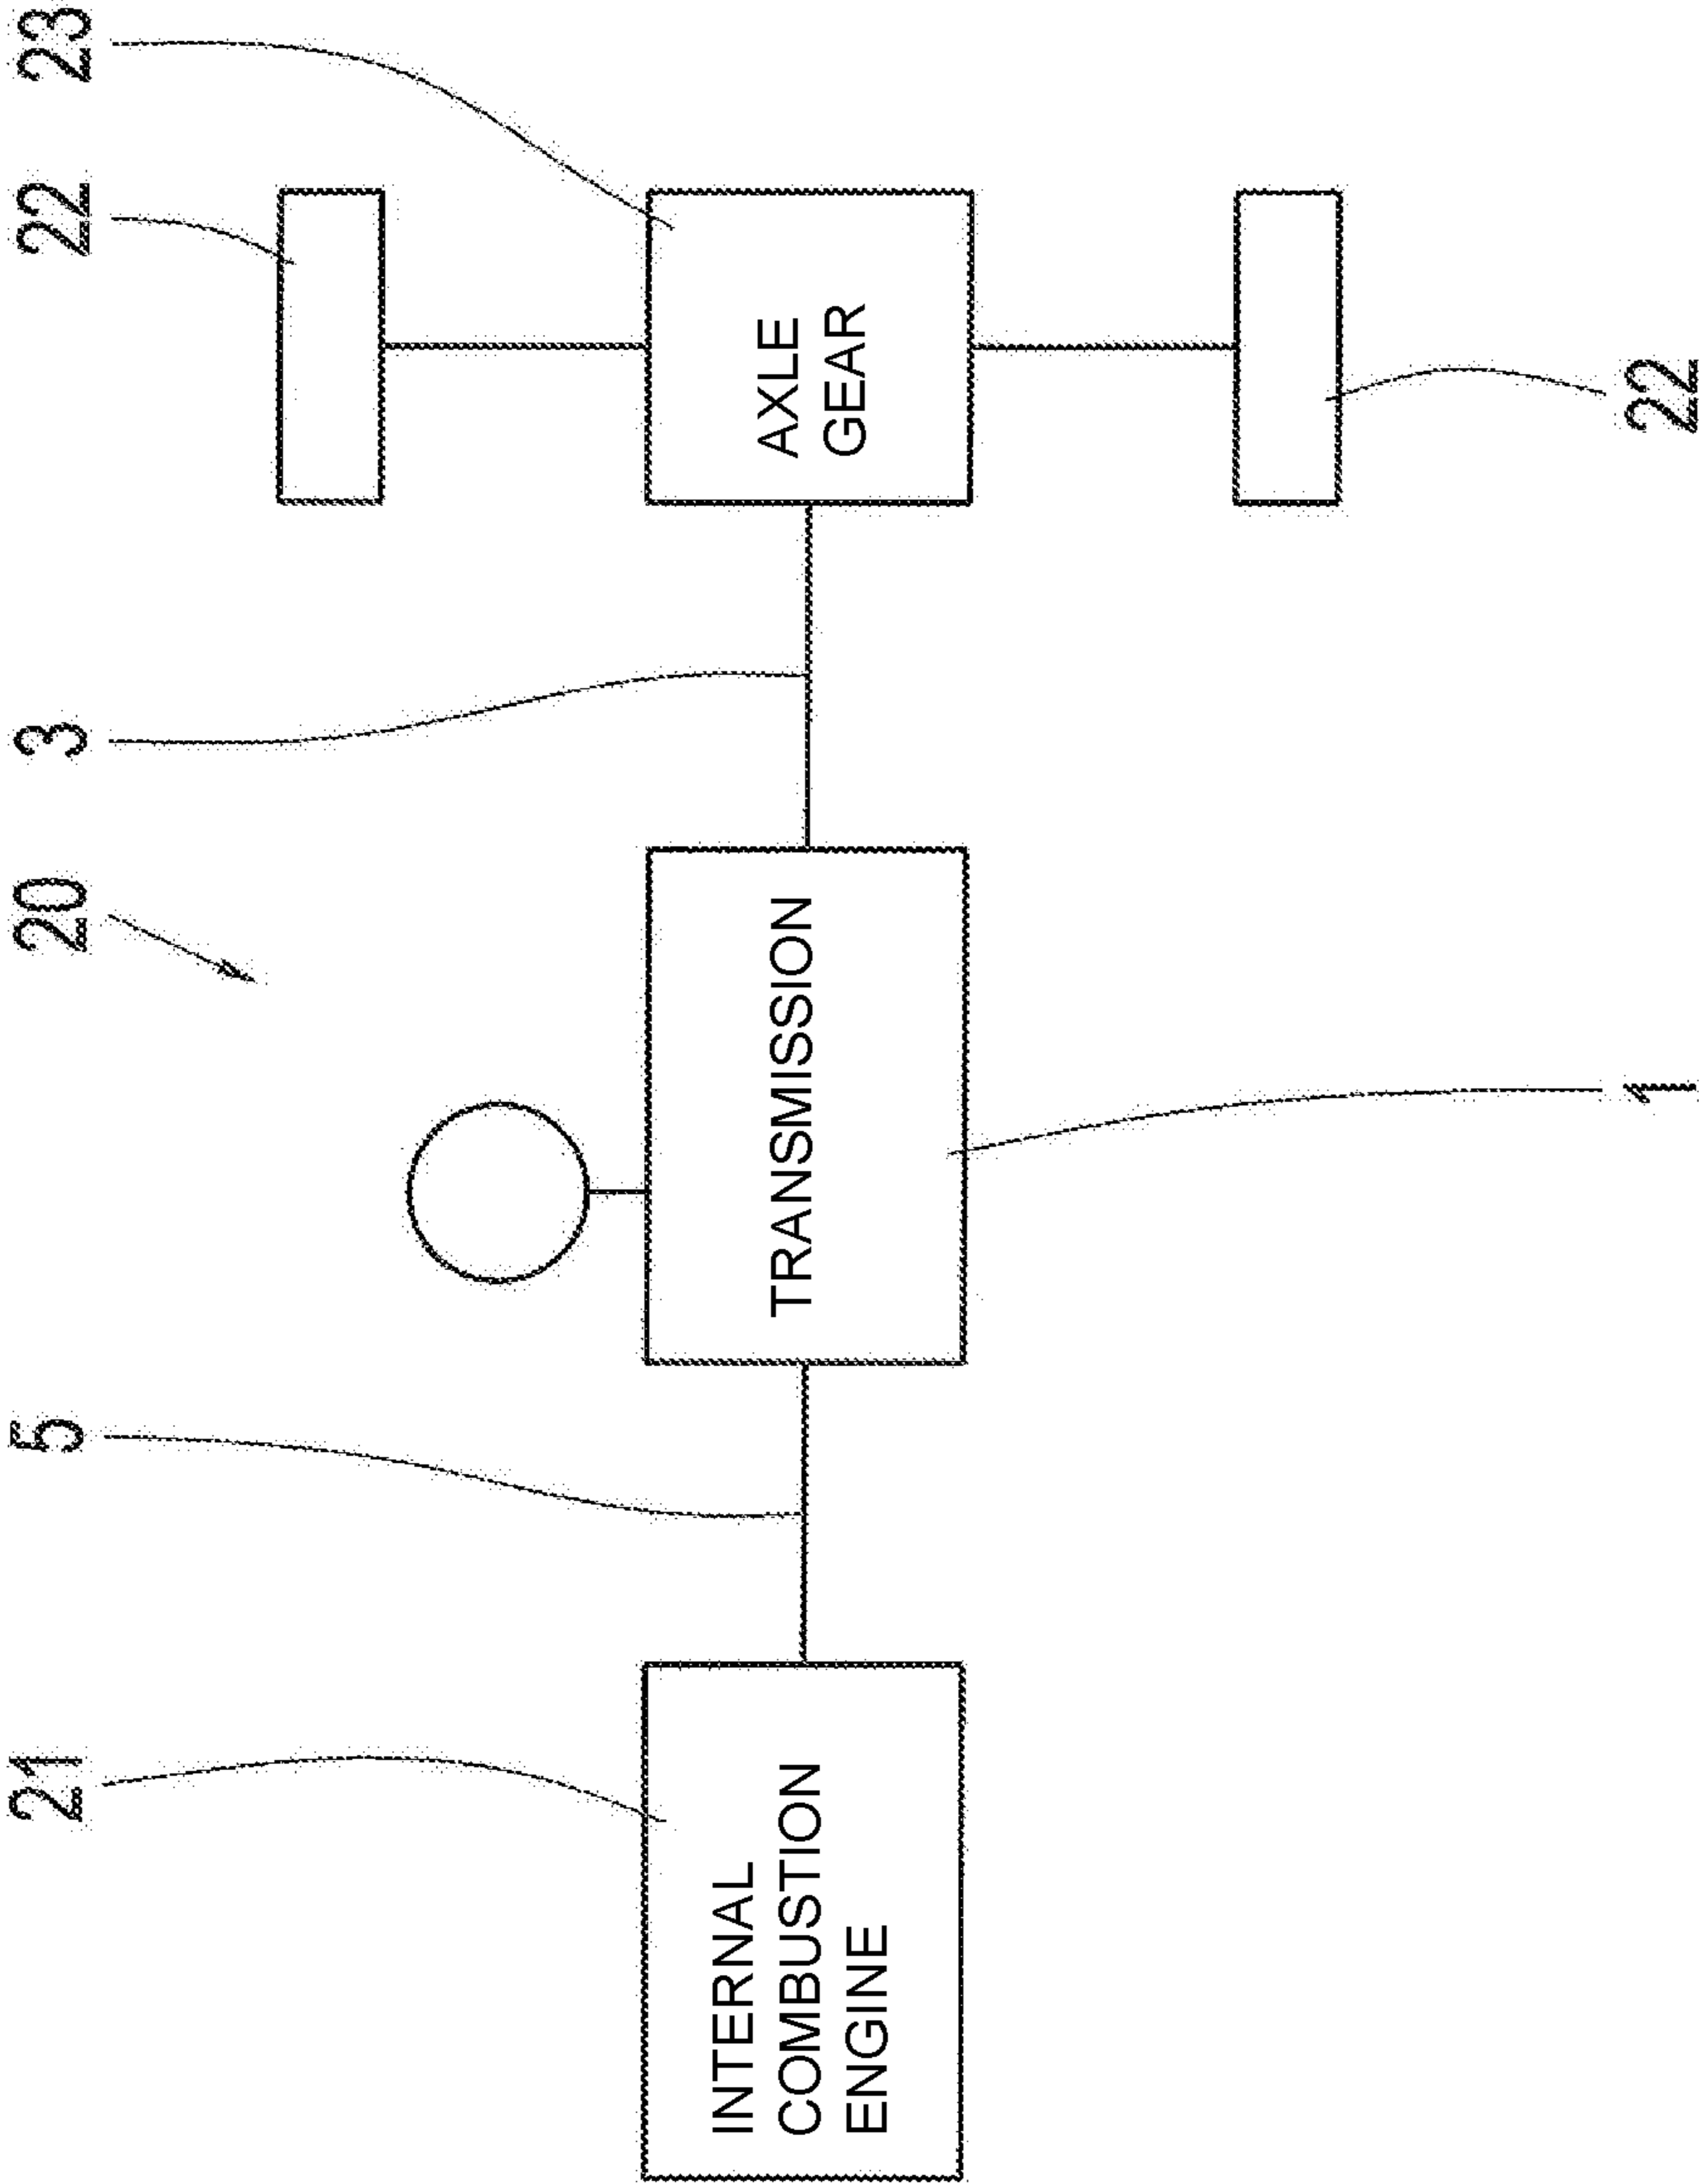 21
5
20
3
22
23
INTERNAL
COMBUSTION
ENGINE
TRANSMISSION
AXLE
GEAR
1
22